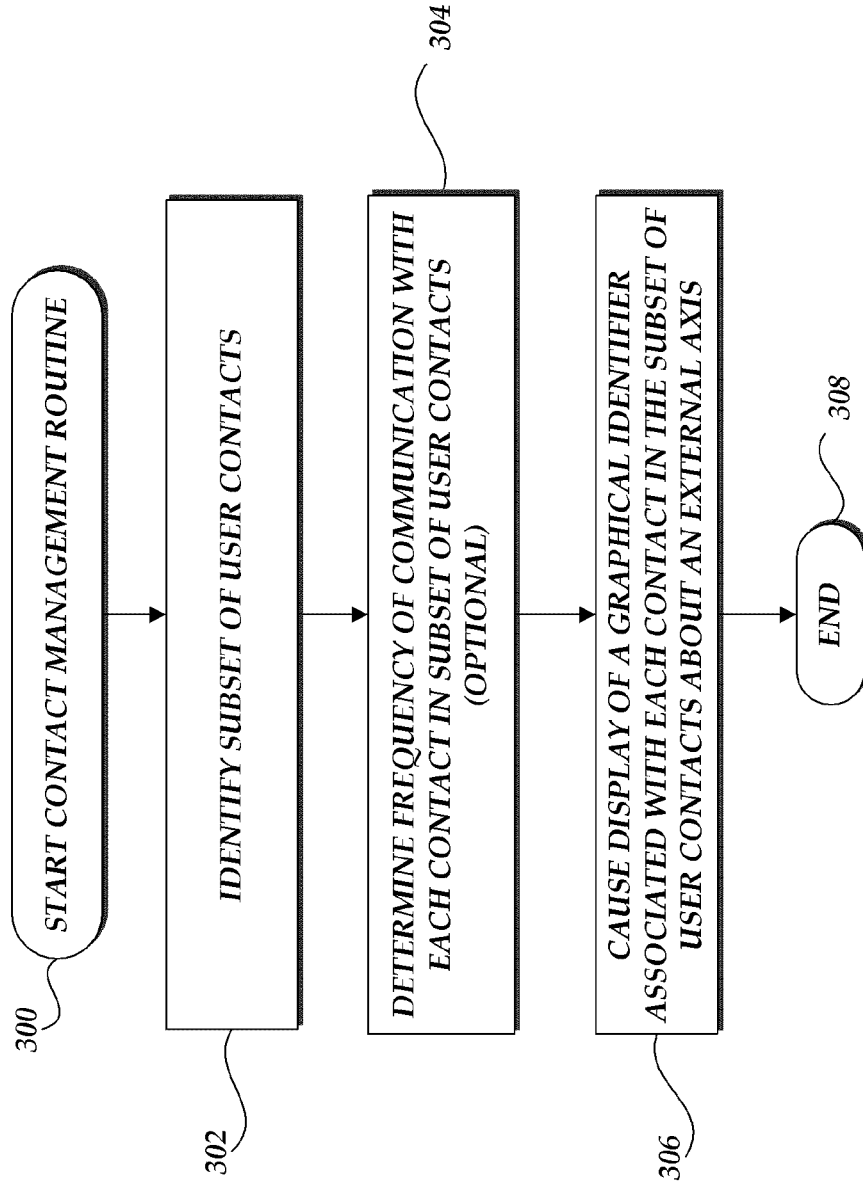 START CONTACT MANAGEMENT ROUTINE
300
IDENTIFY SUBSET OF USER CONTACTS
302
DETERMINE FREQUENCY OF COMMUNICATION WITH
EACH CONTACT IN SUBSET OF USER CONTACTS
(OPTIONAL)
304
CAUSE DISPLAY OF A GRAPHICAL IDENTIFIER
ASSOCIATED WITH EACH CONTACT IN THE SUBSET OF
USER CONTACTS ABOUT AN EXTERNAL AXIS
306
END
308